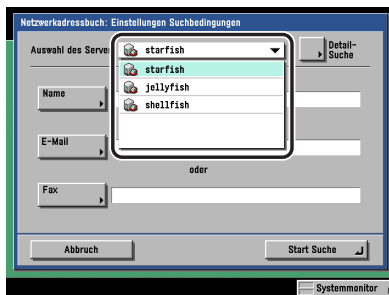 Netzwerkadressbuch: Einstellungen Suchbedingungen
Auswahl des Serve starfish Detail-
Suche
starfish
jellyfish
shellfish
Name
E-Mail
oder
Fax
Abbruch Start Suche
Systemmonitor